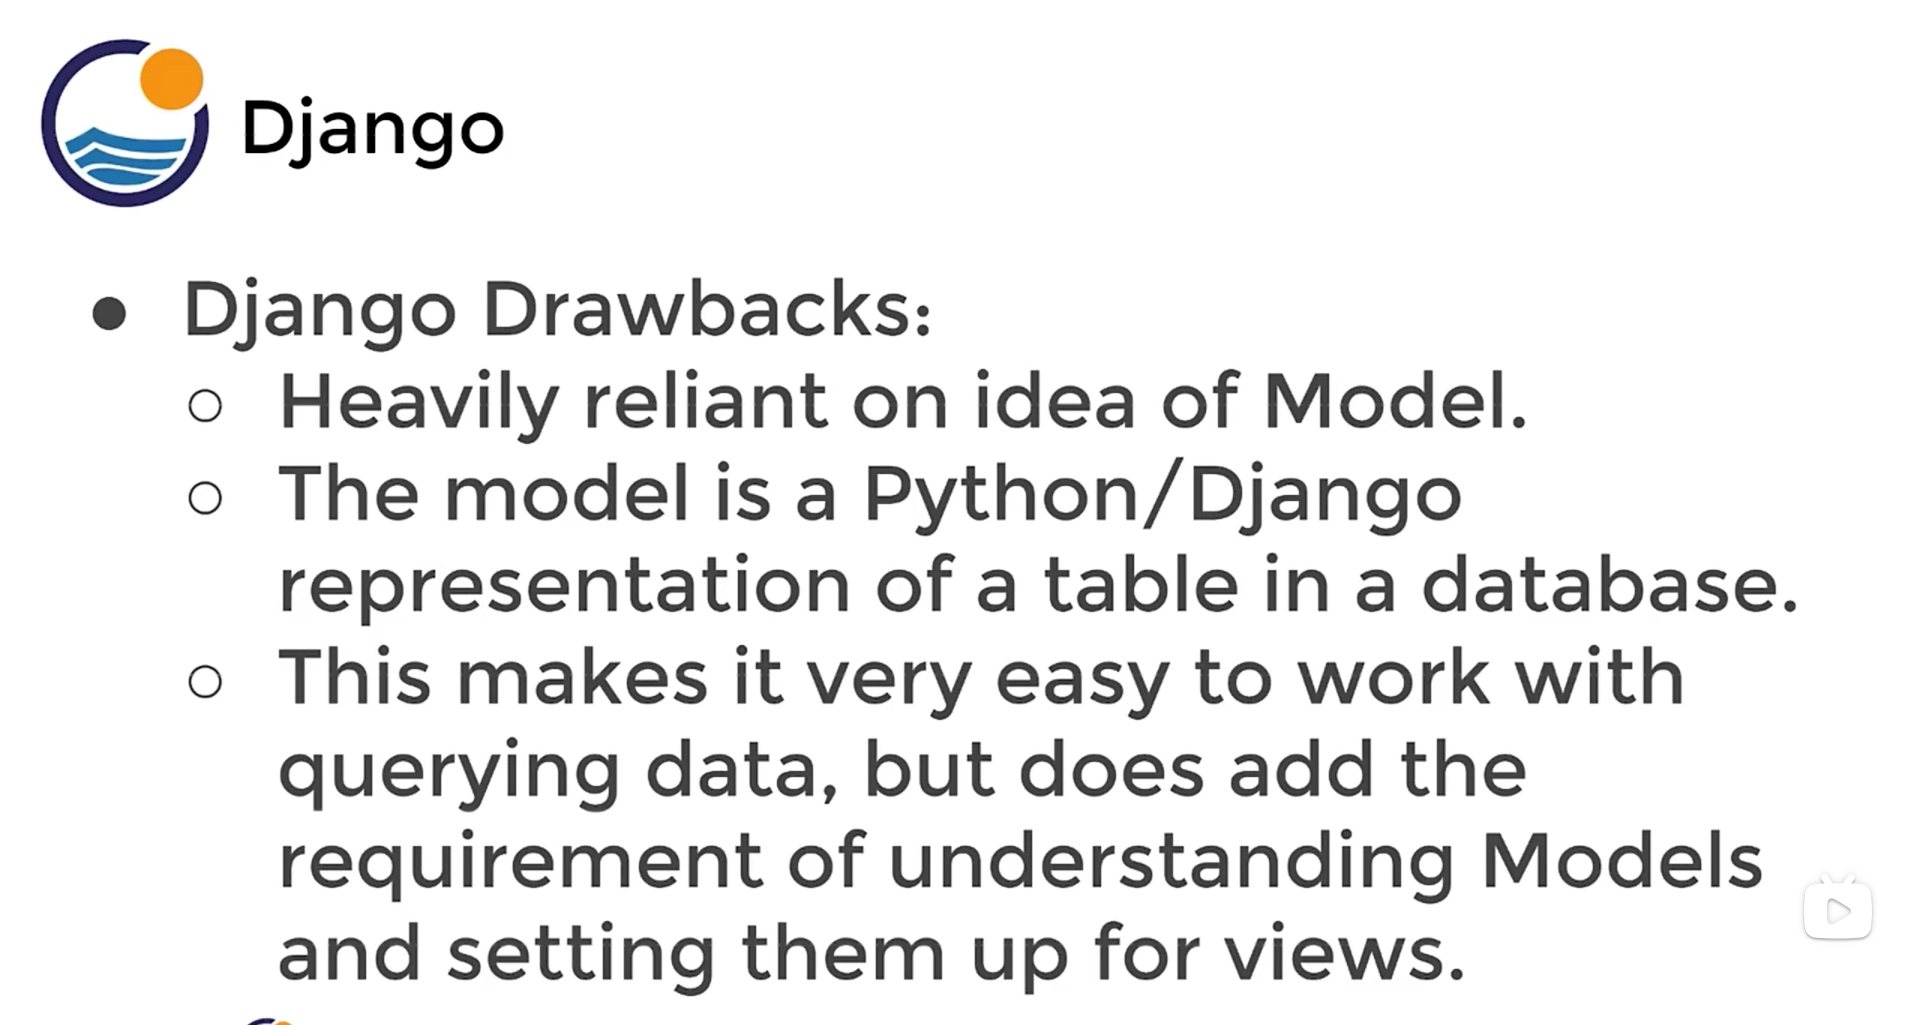 Django
● Django Drawbacks:
○ Heavily reliant on idea of Model.
○ The model is a Python/Django
representation of a table in a database.
○ This makes it very easy to work with
querying data, but does add the
requirement of understanding Models
and setting them up for views.